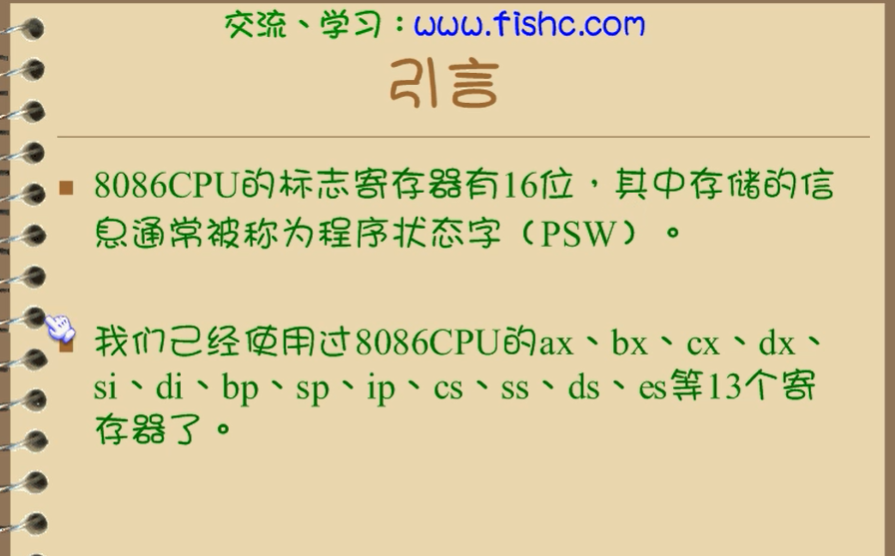 交流、学习：www.fishc.com
引言
8086CPU的标志寄存器有16位，其中存储的信
息通常被称为程序状态字（PSW）。
我们已经使用过8086CPU的ax、bx、cx、dx、
si、di、bp、sp、ip、cs、ss、ds、es等13个寄
存器了。